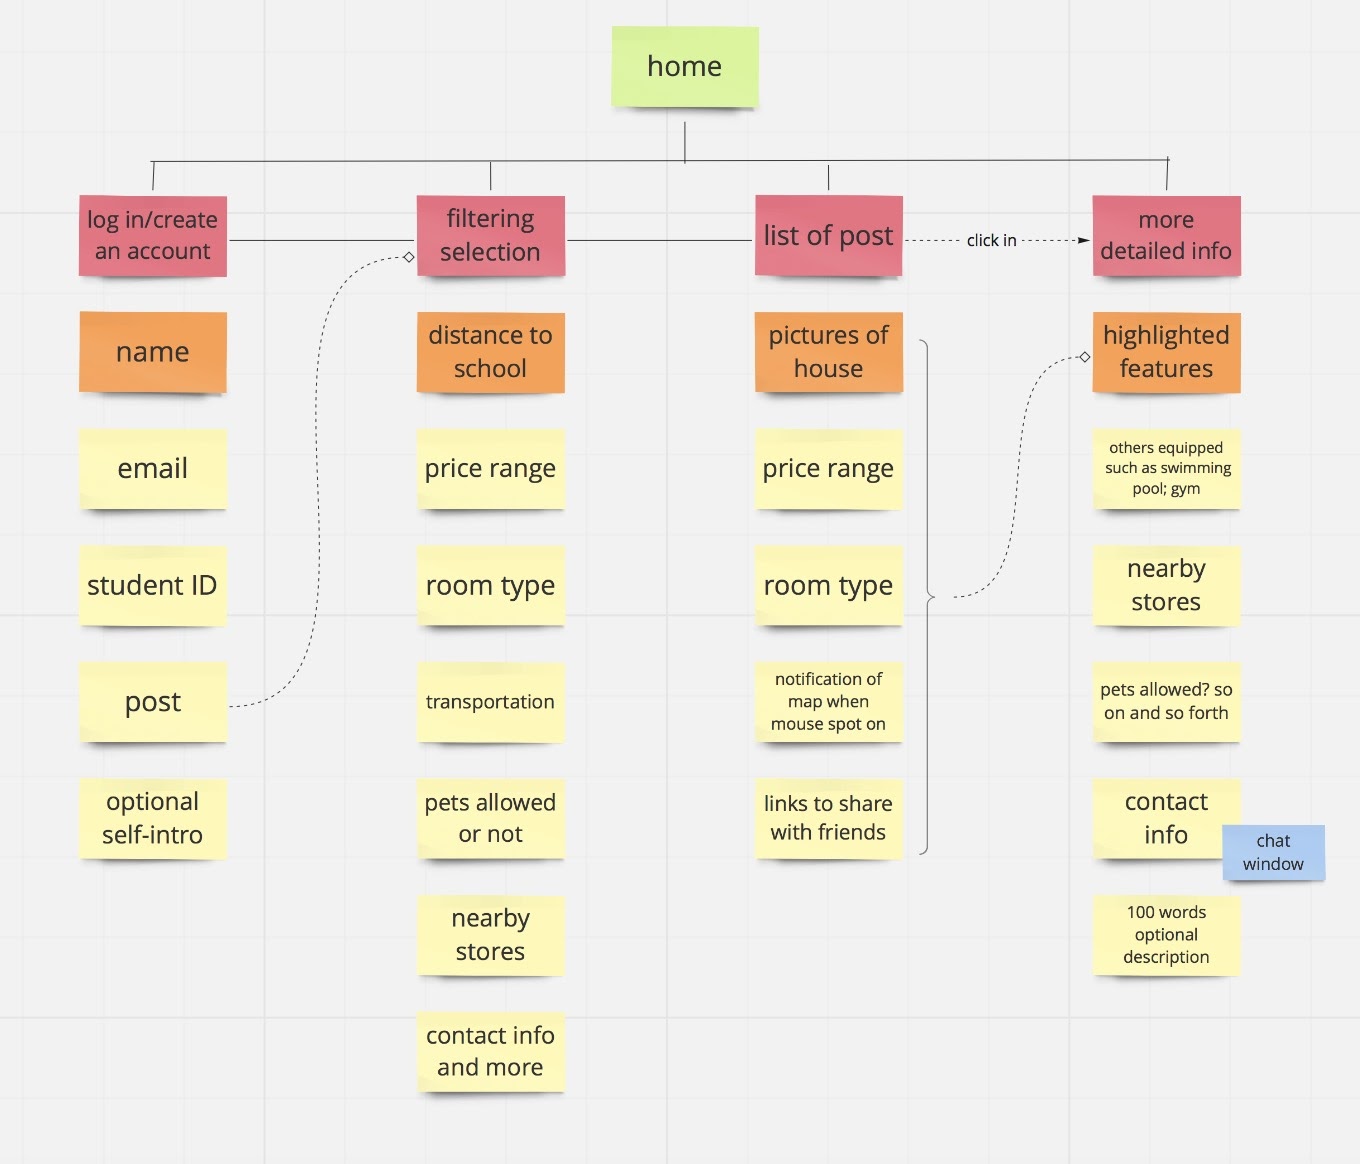 home
log in/create
an account
filtering
selection
list of post
click in
more
detailed info
name
distance to
school
pictures of
house
highlighted
features
email
price range
price range
others equipped
such as swimming
pool; gym
student ID
room type
room type
nearby
stores
post
transportation
notification of
map when
mouse spot on
pets allowed? so
on and so forth
optional
self-intro
pets allowed
or not
links to share
with friends
contact
info
chat
window
nearby
stores
100 words
optional
description
contact info
and more